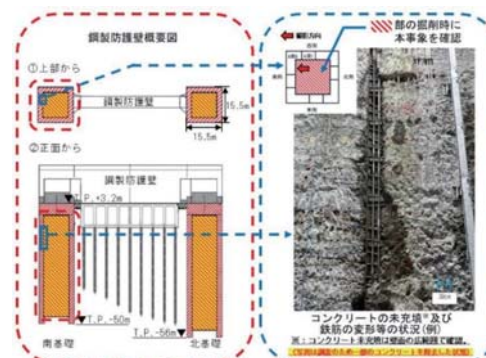 鋼製防護壁概要図
①上部から
鋼製防護壁
15.5m
15.5m
②正面から
鋼製防護壁
T.P.+3.2m
T.P.-50m
T.P.-56m
南基礎
北基礎
部の掘削時に
本事象を確認
コンクリートの未充填※及び
鉄筋の変形等の状況(例)
※:コンクリート未充填は壁面の広範囲で確認。